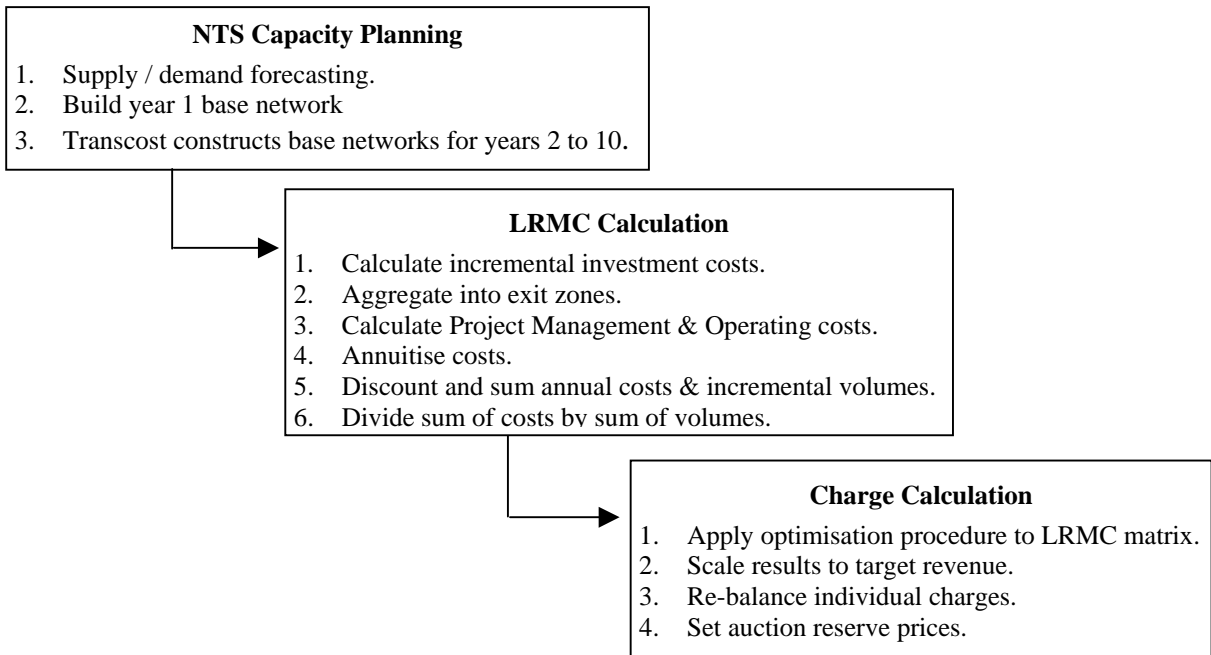 NTS Capacity Planning
1. Supply / demand forecasting.
2. Build year 1 base network
3. Transcost constructs base networks for years 2 to 10.
LRMC Calculation
1. Calculate incremental investment costs.
2. Aggregate into exit zones.
3. Calculate Project Management & Operating costs.
4. Annuitise costs.
5. Discount and sum annual costs & incremental volumes.
6. Divide sum of costs by sum of volumes.
Charge Calculation
1. Apply optimisation procedure to LRMC matrix.
2. Scale results to target revenue.
3. Re-balance individual charges.
4. Set auction reserve prices.